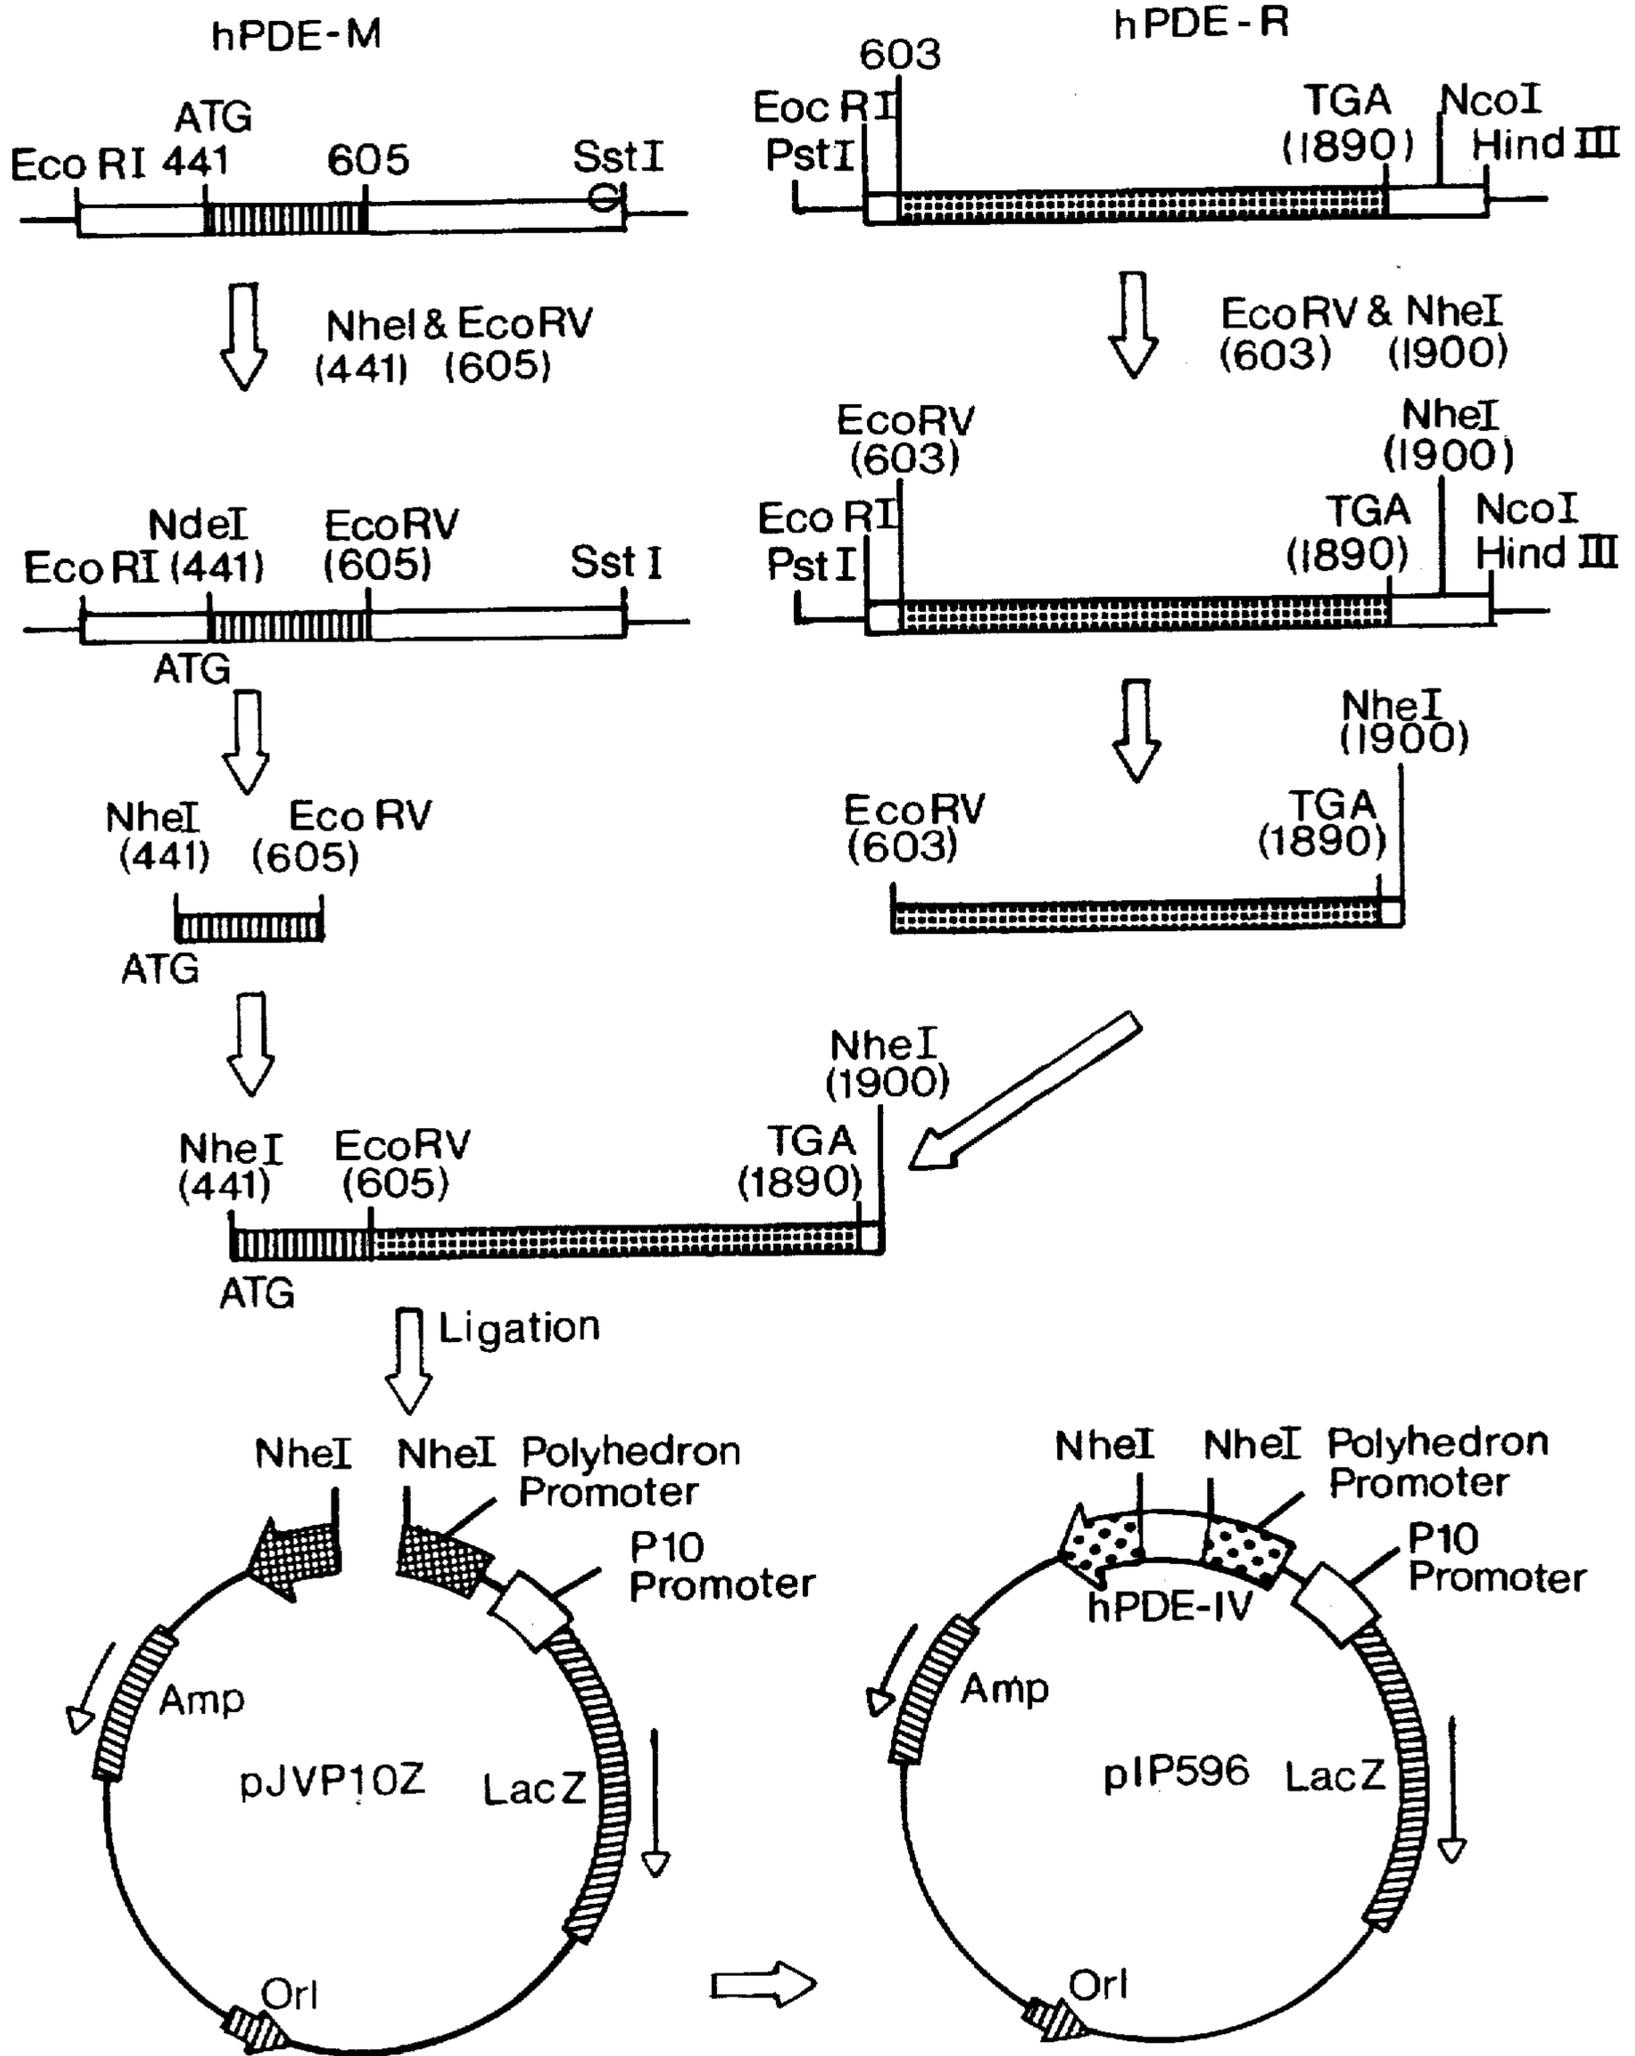 hPDE-M
ATG
Eco RI 441 605 SstI
NheI & EcoRV
(441) (605)
NdeI EcoRV
Eco RI (441) (605) Sst I
ATG
NheI Eco RV
(441) (605)
ATG
hPDE-R
603
Eoc RI TGA NcoI
PstI (1890) Hind III
EcoRV & NheI
(603) (1900)
EcoRV NheI
(603) (1900)
Eco RI TGA NcoI
Pst I (1890) Hind III
NheI
(1900)
EcoRV TGA
(603) (1890)
NheI
(1900)
NheI EcoRV TGA
(441) (605) (1890)
ATG
Ligation
NheI NheI Polyhedron
Promoter
P10
Promoter
Amp
pJVP10Z LacZ
OrI
NheI NheI Polyhedron
Promoter
P10
Promoter
hPDE-IV
Amp
pIP596 LacZ
OrI